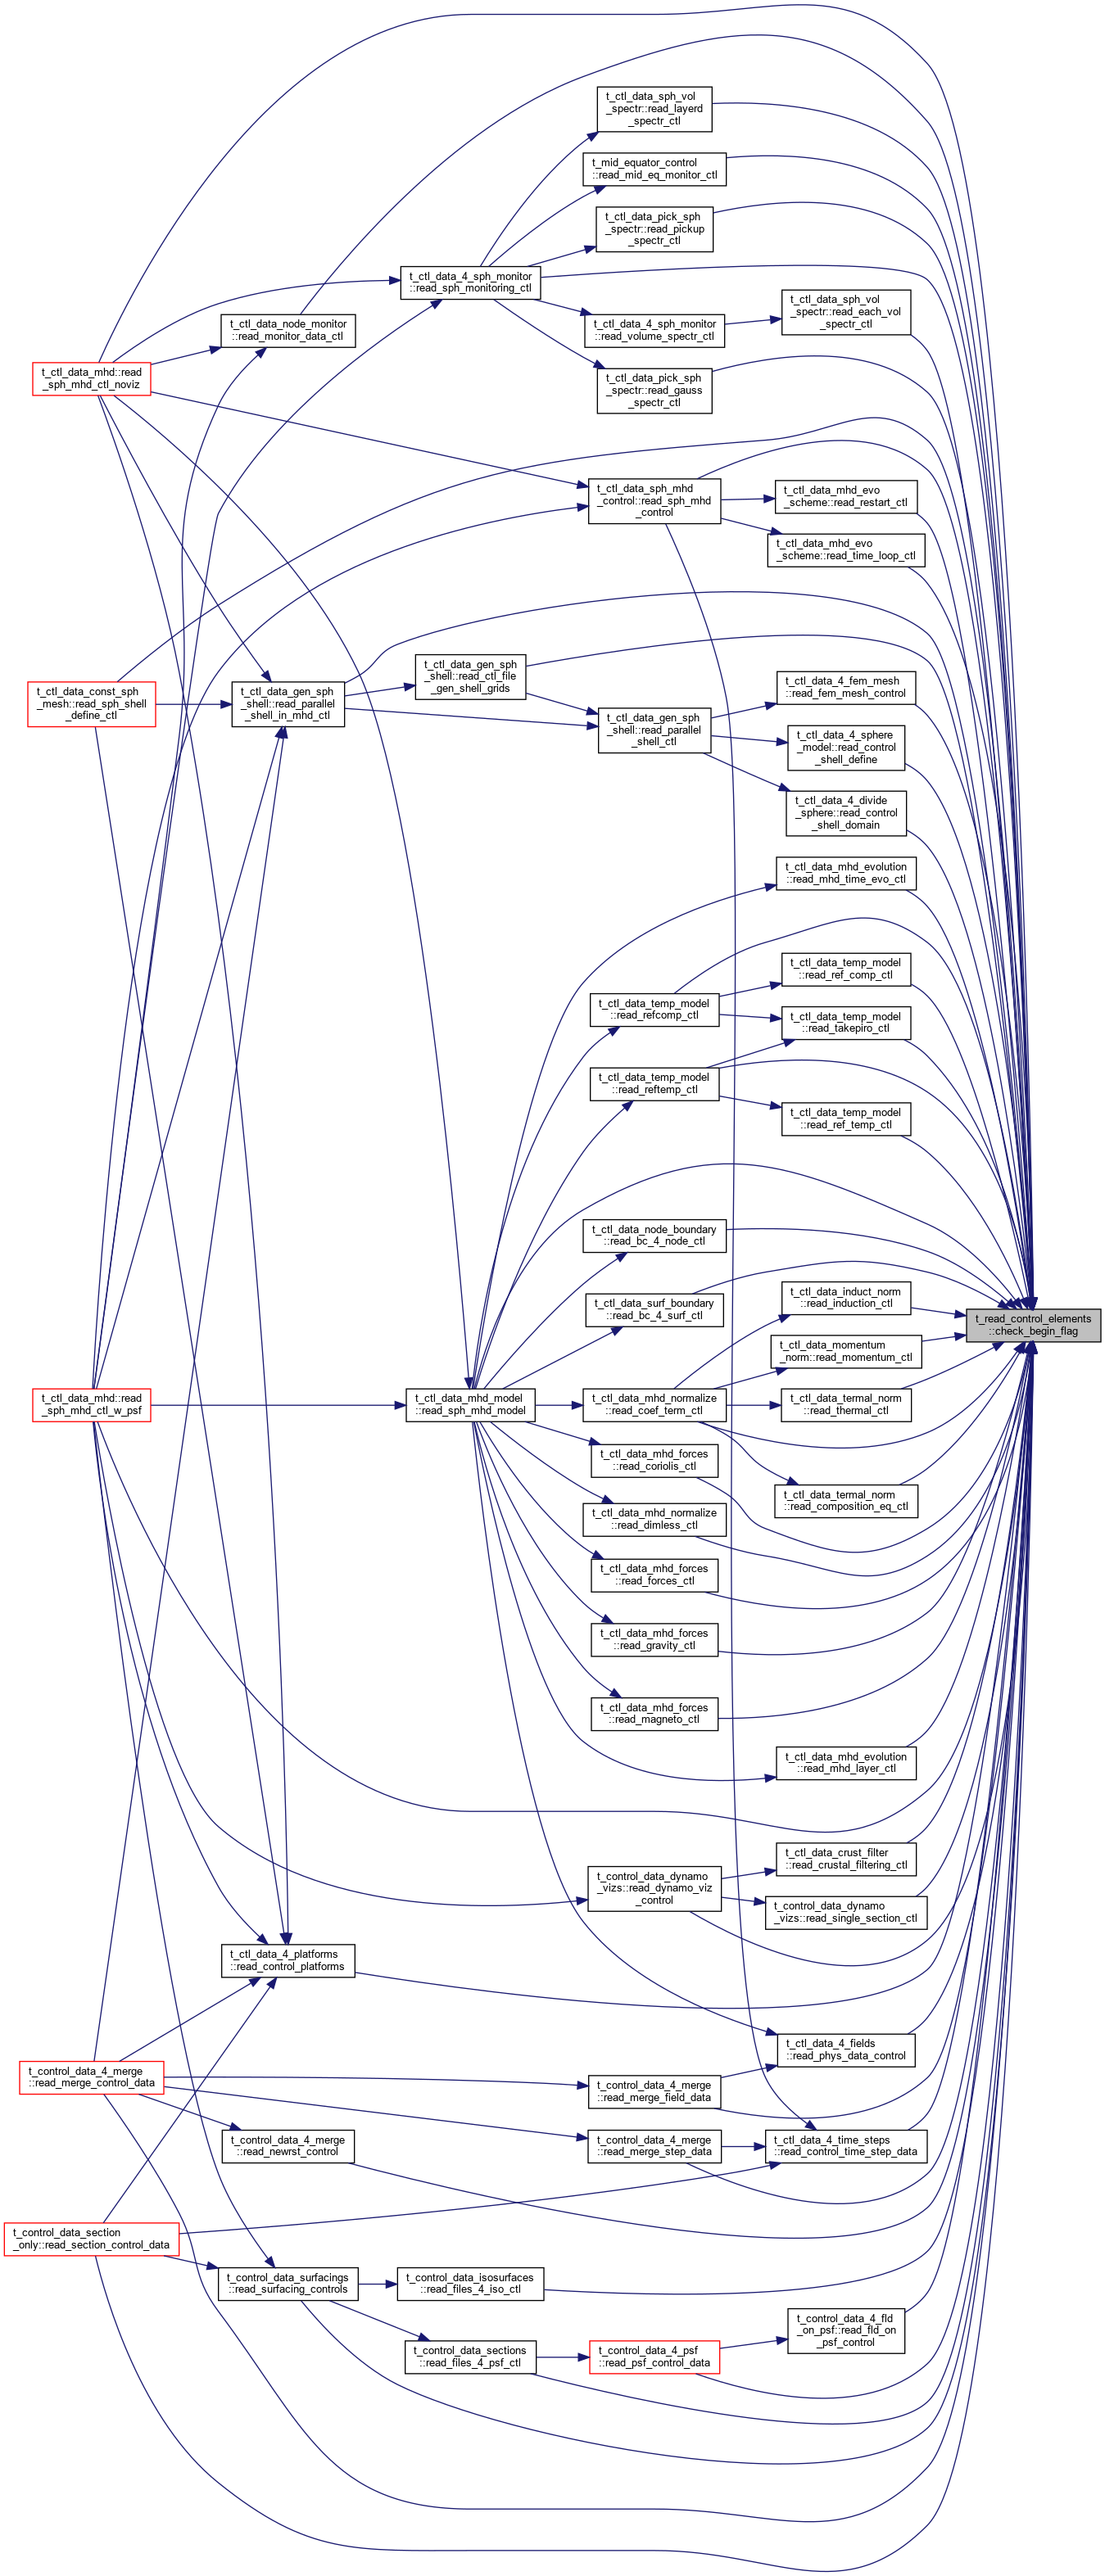 t_ctl_data_sph_vol
_spectr::read_layerd
_spectr_ctl
t_mid_equator_control
::read_mid_eq_monitor_ctl
t_ctl_data_pick_sph
_spectr::read_pickup
_spectr_ctl
t_ctl_data_4_sph_monitor
::read_sph_monitoring_ctl
t_ctl_data_sph_vol
_spectr::read_each_vol
_spectr_ctl
t_ctl_data_node_monitor
::read_monitor_data_ctl
t_ctl_data_4_sph_monitor
::read_volume_spectr_ctl
t_ctl_data_mhd::read
_sph_mhd_ctl_noviz
t_ctl_data_pick_sph
_spectr::read_gauss
_spectr_ctl
t_ctl_data_sph_mhd
_control::read_sph_mhd
_control
t_ctl_data_mhd_evo
_scheme::read_restart_ctl
t_ctl_data_mhd_evo
_scheme::read_time_loop_ctl
t_ctl_data_const_sph
_mesh::read_sph_shell
_define_ctl
t_ctl_data_gen_sph
_shell::read_parallel
_shell_in_mhd_ctl
t_ctl_data_gen_sph
_shell::read_ctl_file
_gen_shell_grids
t_ctl_data_4_fem_mesh
::read_fem_mesh_control
t_ctl_data_gen_sph
_shell::read_parallel
_shell_ctl
t_ctl_data_4_sphere
_model::read_control
_shell_define
t_ctl_data_4_divide
_sphere::read_control
_shell_domain
t_ctl_data_mhd_evolution
::read_mhd_time_evo_ctl
t_ctl_data_temp_model
::read_ref_comp_ctl
t_ctl_data_temp_model
::read_refcomp_ctl
t_ctl_data_temp_model
::read_takepiro_ctl
t_ctl_data_temp_model
::read_reftemp_ctl
t_ctl_data_temp_model
::read_ref_temp_ctl
t_ctl_data_node_boundary
::read_bc_4_node_ctl
t_ctl_data_surf_boundary
::read_bc_4_surf_ctl
t_ctl_data_induct_norm
::read_induction_ctl
t_read_control_elements
::check_begin_flag
t_ctl_data_momentum
_norm::read_momentum_ctl
t_ctl_data_mhd::read
_sph_mhd_ctl_w_psf
t_ctl_data_mhd_model
::read_sph_mhd_model
t_ctl_data_mhd_normalize
::read_coef_term_ctl
t_ctl_data_termal_norm
::read_thermal_ctl
t_ctl_data_mhd_forces
::read_coriolis_ctl
t_ctl_data_termal_norm
::read_composition_eq_ctl
t_ctl_data_mhd_normalize
::read_dimless_ctl
t_ctl_data_mhd_forces
::read_forces_ctl
t_ctl_data_mhd_forces
::read_gravity_ctl
t_ctl_data_mhd_forces
::read_magneto_ctl
t_ctl_data_mhd_evolution
::read_mhd_layer_ctl
t_ctl_data_crust_filter
::read_crustal_filtering_ctl
t_control_data_dynamo
_vizs::read_dynamo_viz
_control
t_control_data_dynamo
_vizs::read_single_section_ctl
t_ctl_data_4_platforms
::read_control_platforms
t_ctl_data_4_fields
::read_phys_data_control
t_control_data_4_merge
::read_merge_control_data
t_control_data_4_merge
::read_merge_field_data
t_control_data_4_merge
::read_newrst_control
t_control_data_4_merge
::read_merge_step_data
t_ctl_data_4_time_steps
::read_control_time_step_data
t_control_data_section
_only::read_section_control_data
t_control_data_surfacings
::read_surfacing_controls
t_control_data_isosurfaces
::read_files_4_iso_ctl
t_control_data_4_fld
_on_psf::read_fld_on
_psf_control
t_control_data_sections
::read_files_4_psf_ctl
t_control_data_4_psf
::read_psf_control_data